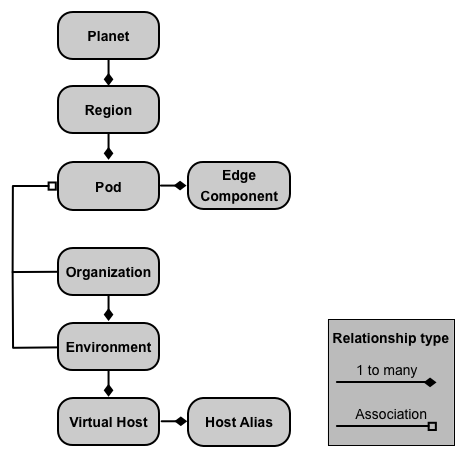 Planet
Region
Pod
Edge
Component
Organization
Environment
Virtual Host
Host Alias
Relationship type
1 to many
Association